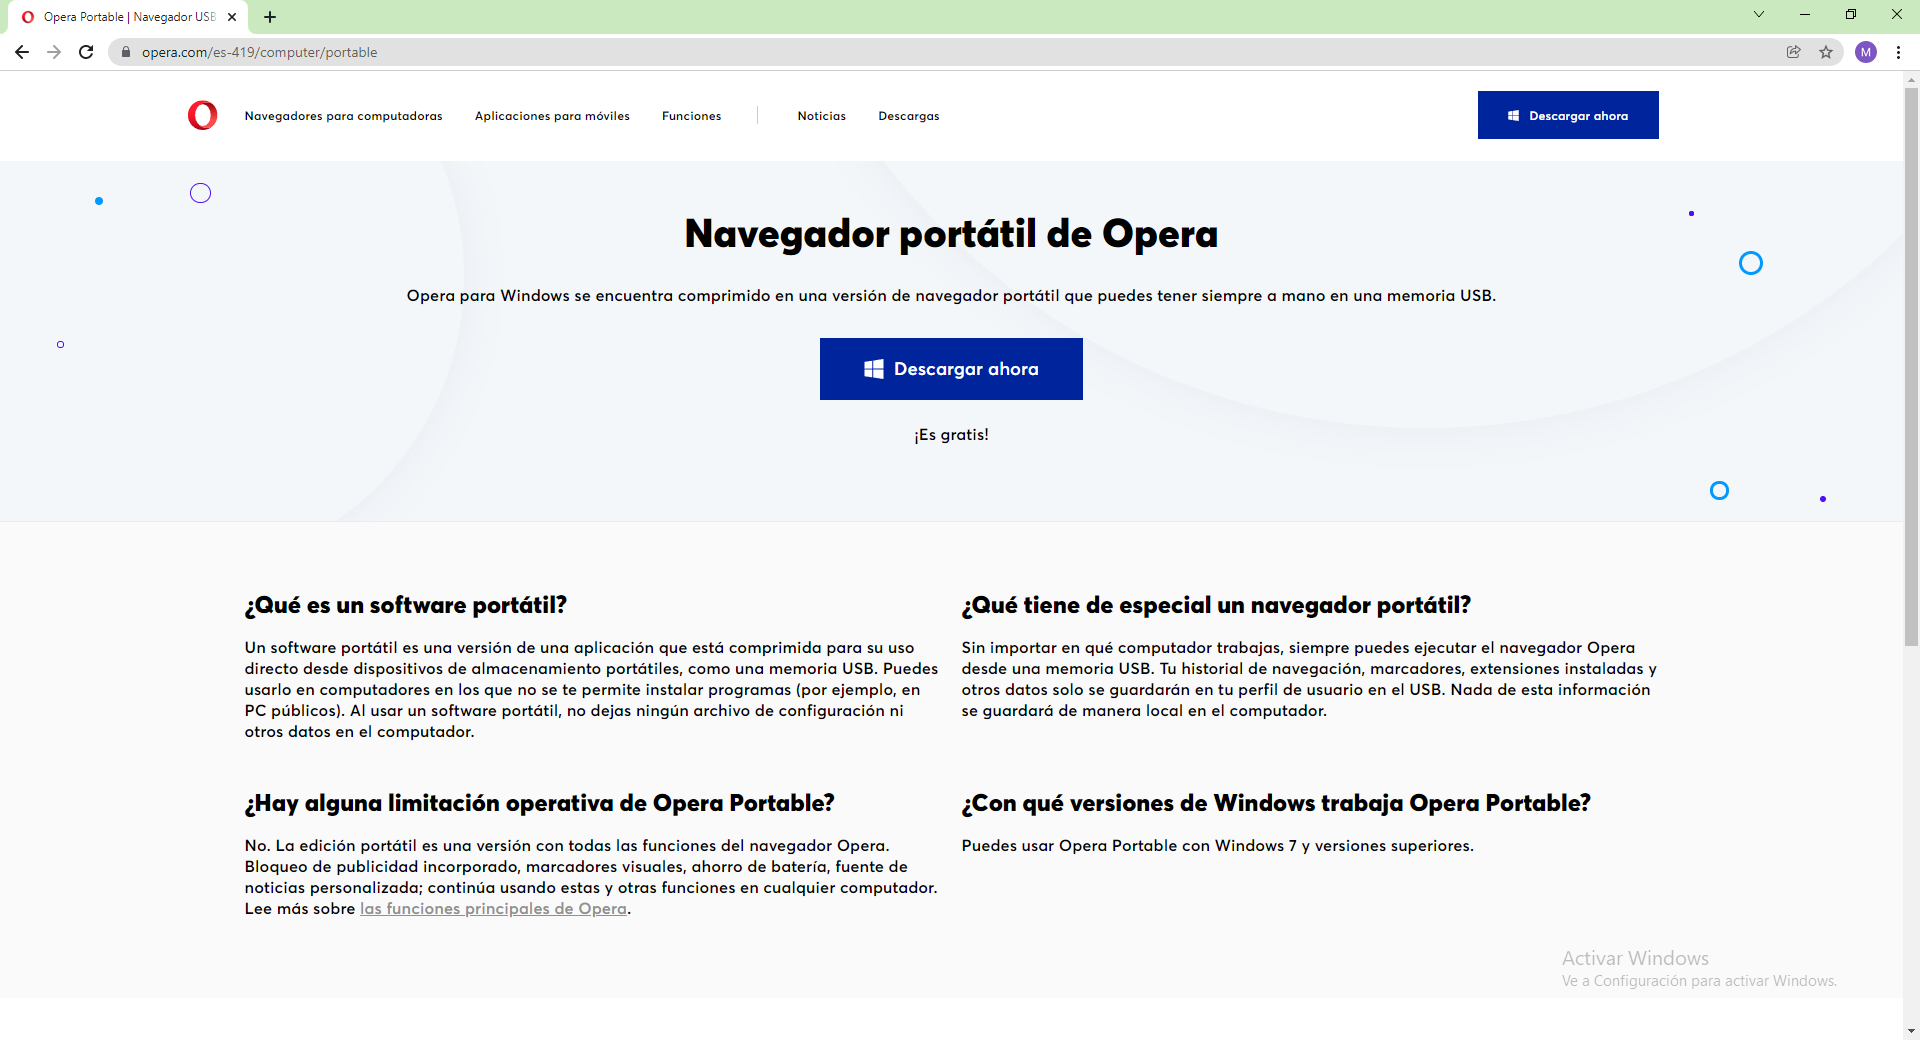 Opera Portable | Navegador USB
opera.com/es-419/computer/portable
M
Navegadores para computadoras
Aplicaciones para móviles
Funciones
Noticias
Descargas
Descargar ahora
Navegador portátil de Opera
Opera para Windows se encuentra comprimido en una versión de navegador portátil que puedes tener siempre a mano en una memoria USB.
Descargar ahora
¡Es gratis!
¿Qué es un software portátil?
Un software portátil es una versión de una aplicación que está comprimida para su uso
directo desde dispositivos de almacenamiento portátiles, como una memoria USB. Puedes
usarlo en computadores en los que no se te permite instalar programas (por ejemplo, en
PC públicos). Al usar un software portátil, no dejas ningún archivo de configuración ni
otros datos en el computador.
¿Qué tiene de especial un navegador portátil?
Sin importar en qué computador trabajas, siempre puedes ejecutar el navegador Opera
desde una memoria USB. Tu historial de navegación, marcadores, extensiones instaladas y
otros datos solo se guardarán en tu perfil de usuario en el USB. Nada de esta información
se guardará de manera local en el computador.
¿Hay alguna limitación operativa de Opera Portable?
No. La edición portátil es una versión con todas las funciones del navegador Opera.
Bloqueo de publicidad incorporado, marcadores visuales, ahorro de batería, fuente de
noticias personalizada; continúa usando estas y otras funciones en cualquier computador.
Lee más sobre las funciones principales de Opera.
¿Con qué versiones de Windows trabaja Opera Portable?
Puedes usar Opera Portable con Windows 7 y versiones superiores.
Activar Windows
Ve a Configuración para activar Windows.